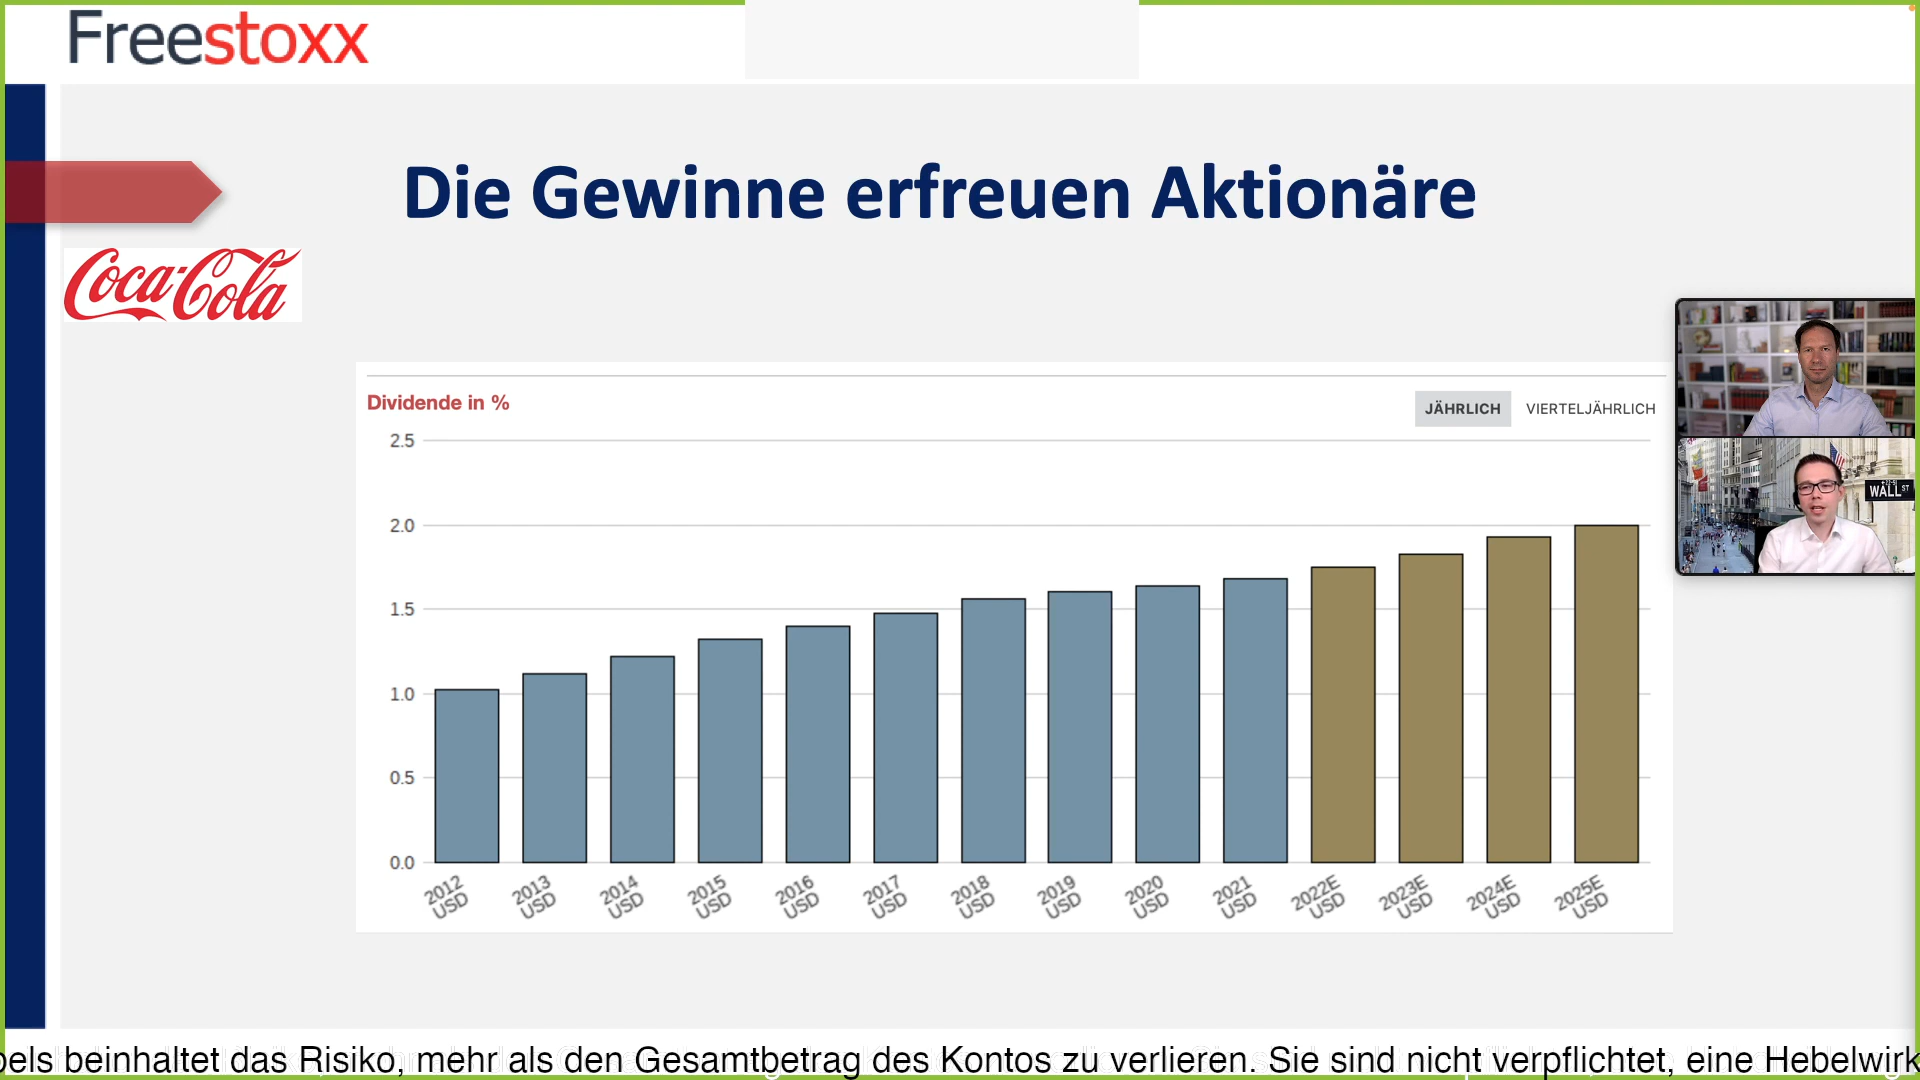 Freestoxx
Die Gewinne erfreuen Aktionäre
Coca-Cola
Dividende in %
JÄHRLICH VIERTELJÄHRLICH
2.5
2.0
1.5
1.0
0.5
0.0
2012 USD
2013 USD
2014 USD
2015 USD
2016 USD
2017 USD
2018 USD
2019 USD
2020 USD
2021 USD
2022E USD
2023E USD
2024E USD
2025E USD
WALL ST
bels beinhaltet das Risiko, mehr als den Gesamtbetrag des Kontos zu verlieren. Sie sind nicht verpflichtet, eine Hebelwirk